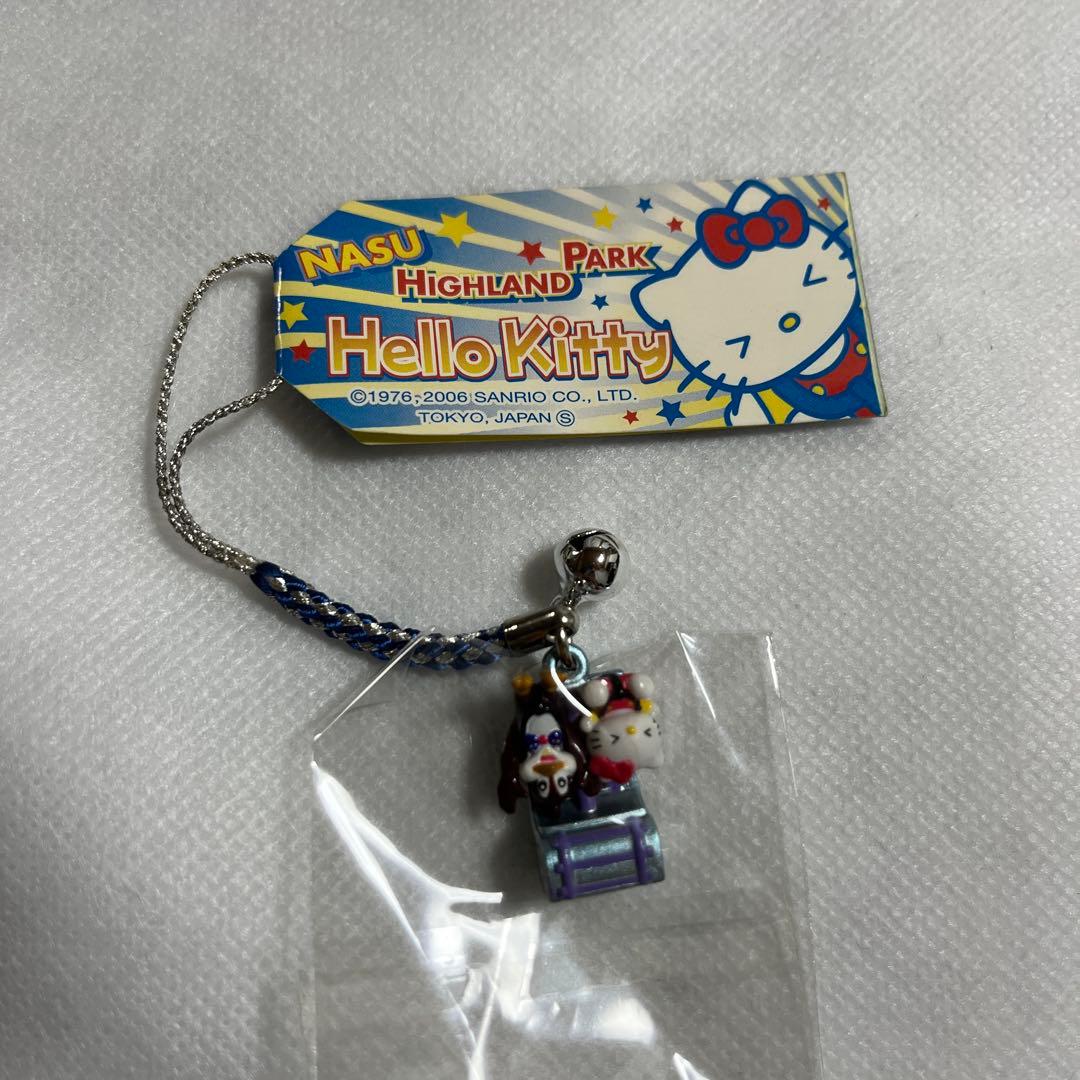 NASU
HIGHLAND PARK
Hello Kitty
©1976, 2006 SANRIO CO., LTD.
TOKYO, JAPAN Ⓢ